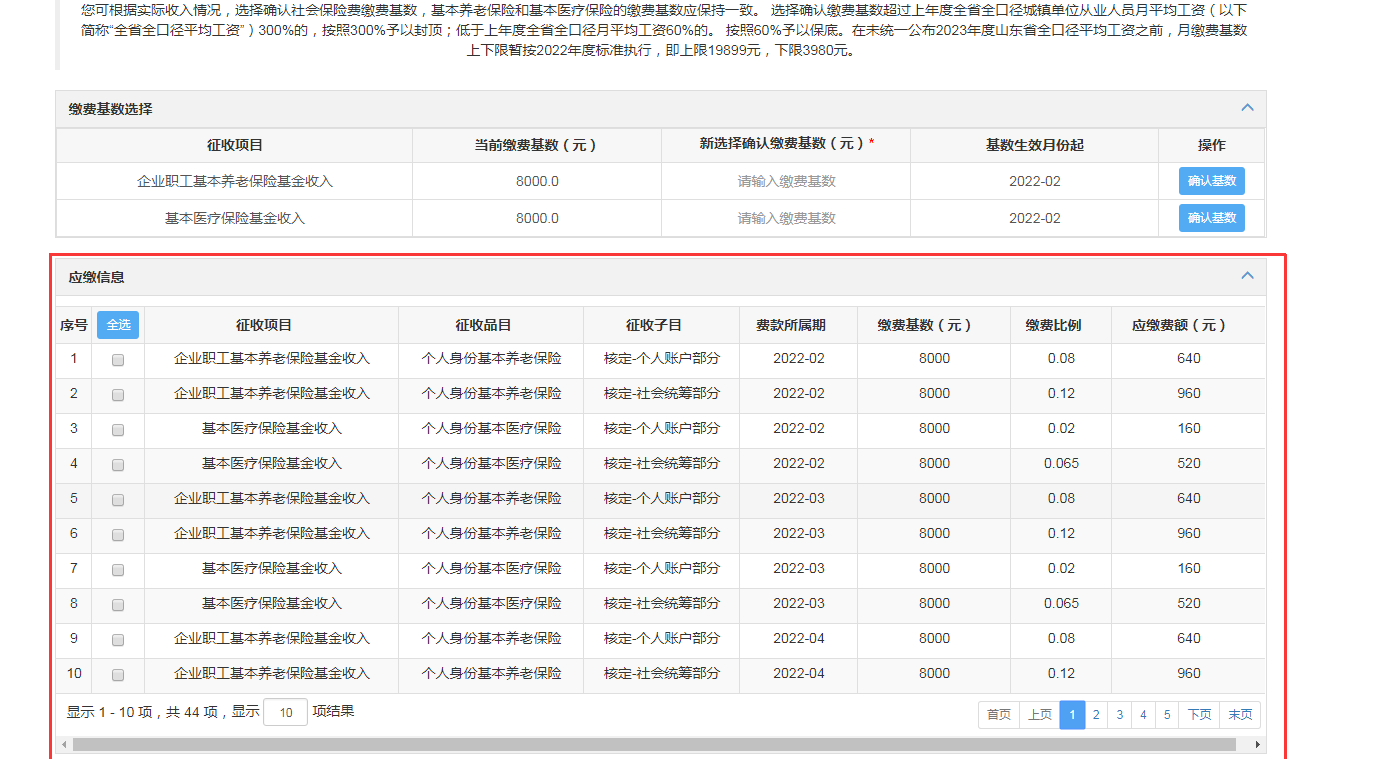 您可根据实际收入情况，选择确认社会保险费缴费基数，基本养老保险和基本医疗保险的缴费基数应保持一致。 选择确认缴费基数超过上年度全省全口径城镇单位从业人员月平均工资（以下
简称“全省全口径平均工资”）300%的，按照300%予以封顶；低于上年度全省全口径月平均工资60%的。 按照60%予以保底。在未统一公布2023年度山东省全口径平均工资之前，月缴费基数
上下限暂按2022年度标准执行，即上限19899元，下限3980元。
缴费基数选择
征收项目 当前缴费基数（元） 新选择确认缴费基数（元）* 基数生效月份起 操作
企业职工基本养老保险基金收入 8000.0 请输入缴费基数 2022-02 确认基数
基本医疗保险基金收入 8000.0 请输入缴费基数 2022-02 确认基数
应缴信息
序号 全选 征收项目 征收品目 征收子目 费款所属期 缴费基数（元） 缴费比例 应缴费额（元）
1 企业职工基本养老保险基金收入 个人身份基本养老保险 核定-个人账户部分 2022-02 8000 0.08 640
2 企业职工基本养老保险基金收入 个人身份基本养老保险 核定-社会统筹部分 2022-02 8000 0.12 960
3 基本医疗保险基金收入 个人身份基本医疗保险 核定-个人账户部分 2022-02 8000 0.02 160
4 基本医疗保险基金收入 个人身份基本医疗保险 核定-社会统筹部分 2022-02 8000 0.065 520
5 企业职工基本养老保险基金收入 个人身份基本养老保险 核定-个人账户部分 2022-03 8000 0.08 640
6 企业职工基本养老保险基金收入 个人身份基本养老保险 核定-社会统筹部分 2022-03 8000 0.12 960
7 基本医疗保险基金收入 个人身份基本医疗保险 核定-个人账户部分 2022-03 8000 0.02 160
8 基本医疗保险基金收入 个人身份基本医疗保险 核定-社会统筹部分 2022-03 8000 0.065 520
9 企业职工基本养老保险基金收入 个人身份基本养老保险 核定-个人账户部分 2022-04 8000 0.08 640
10 企业职工基本养老保险基金收入 个人身份基本养老保险 核定-社会统筹部分 2022-04 8000 0.12 960
显示 1 - 10 项，共 44 项，显示 10 项结果 首页 上页 1 2 3 4 5 下页 末页